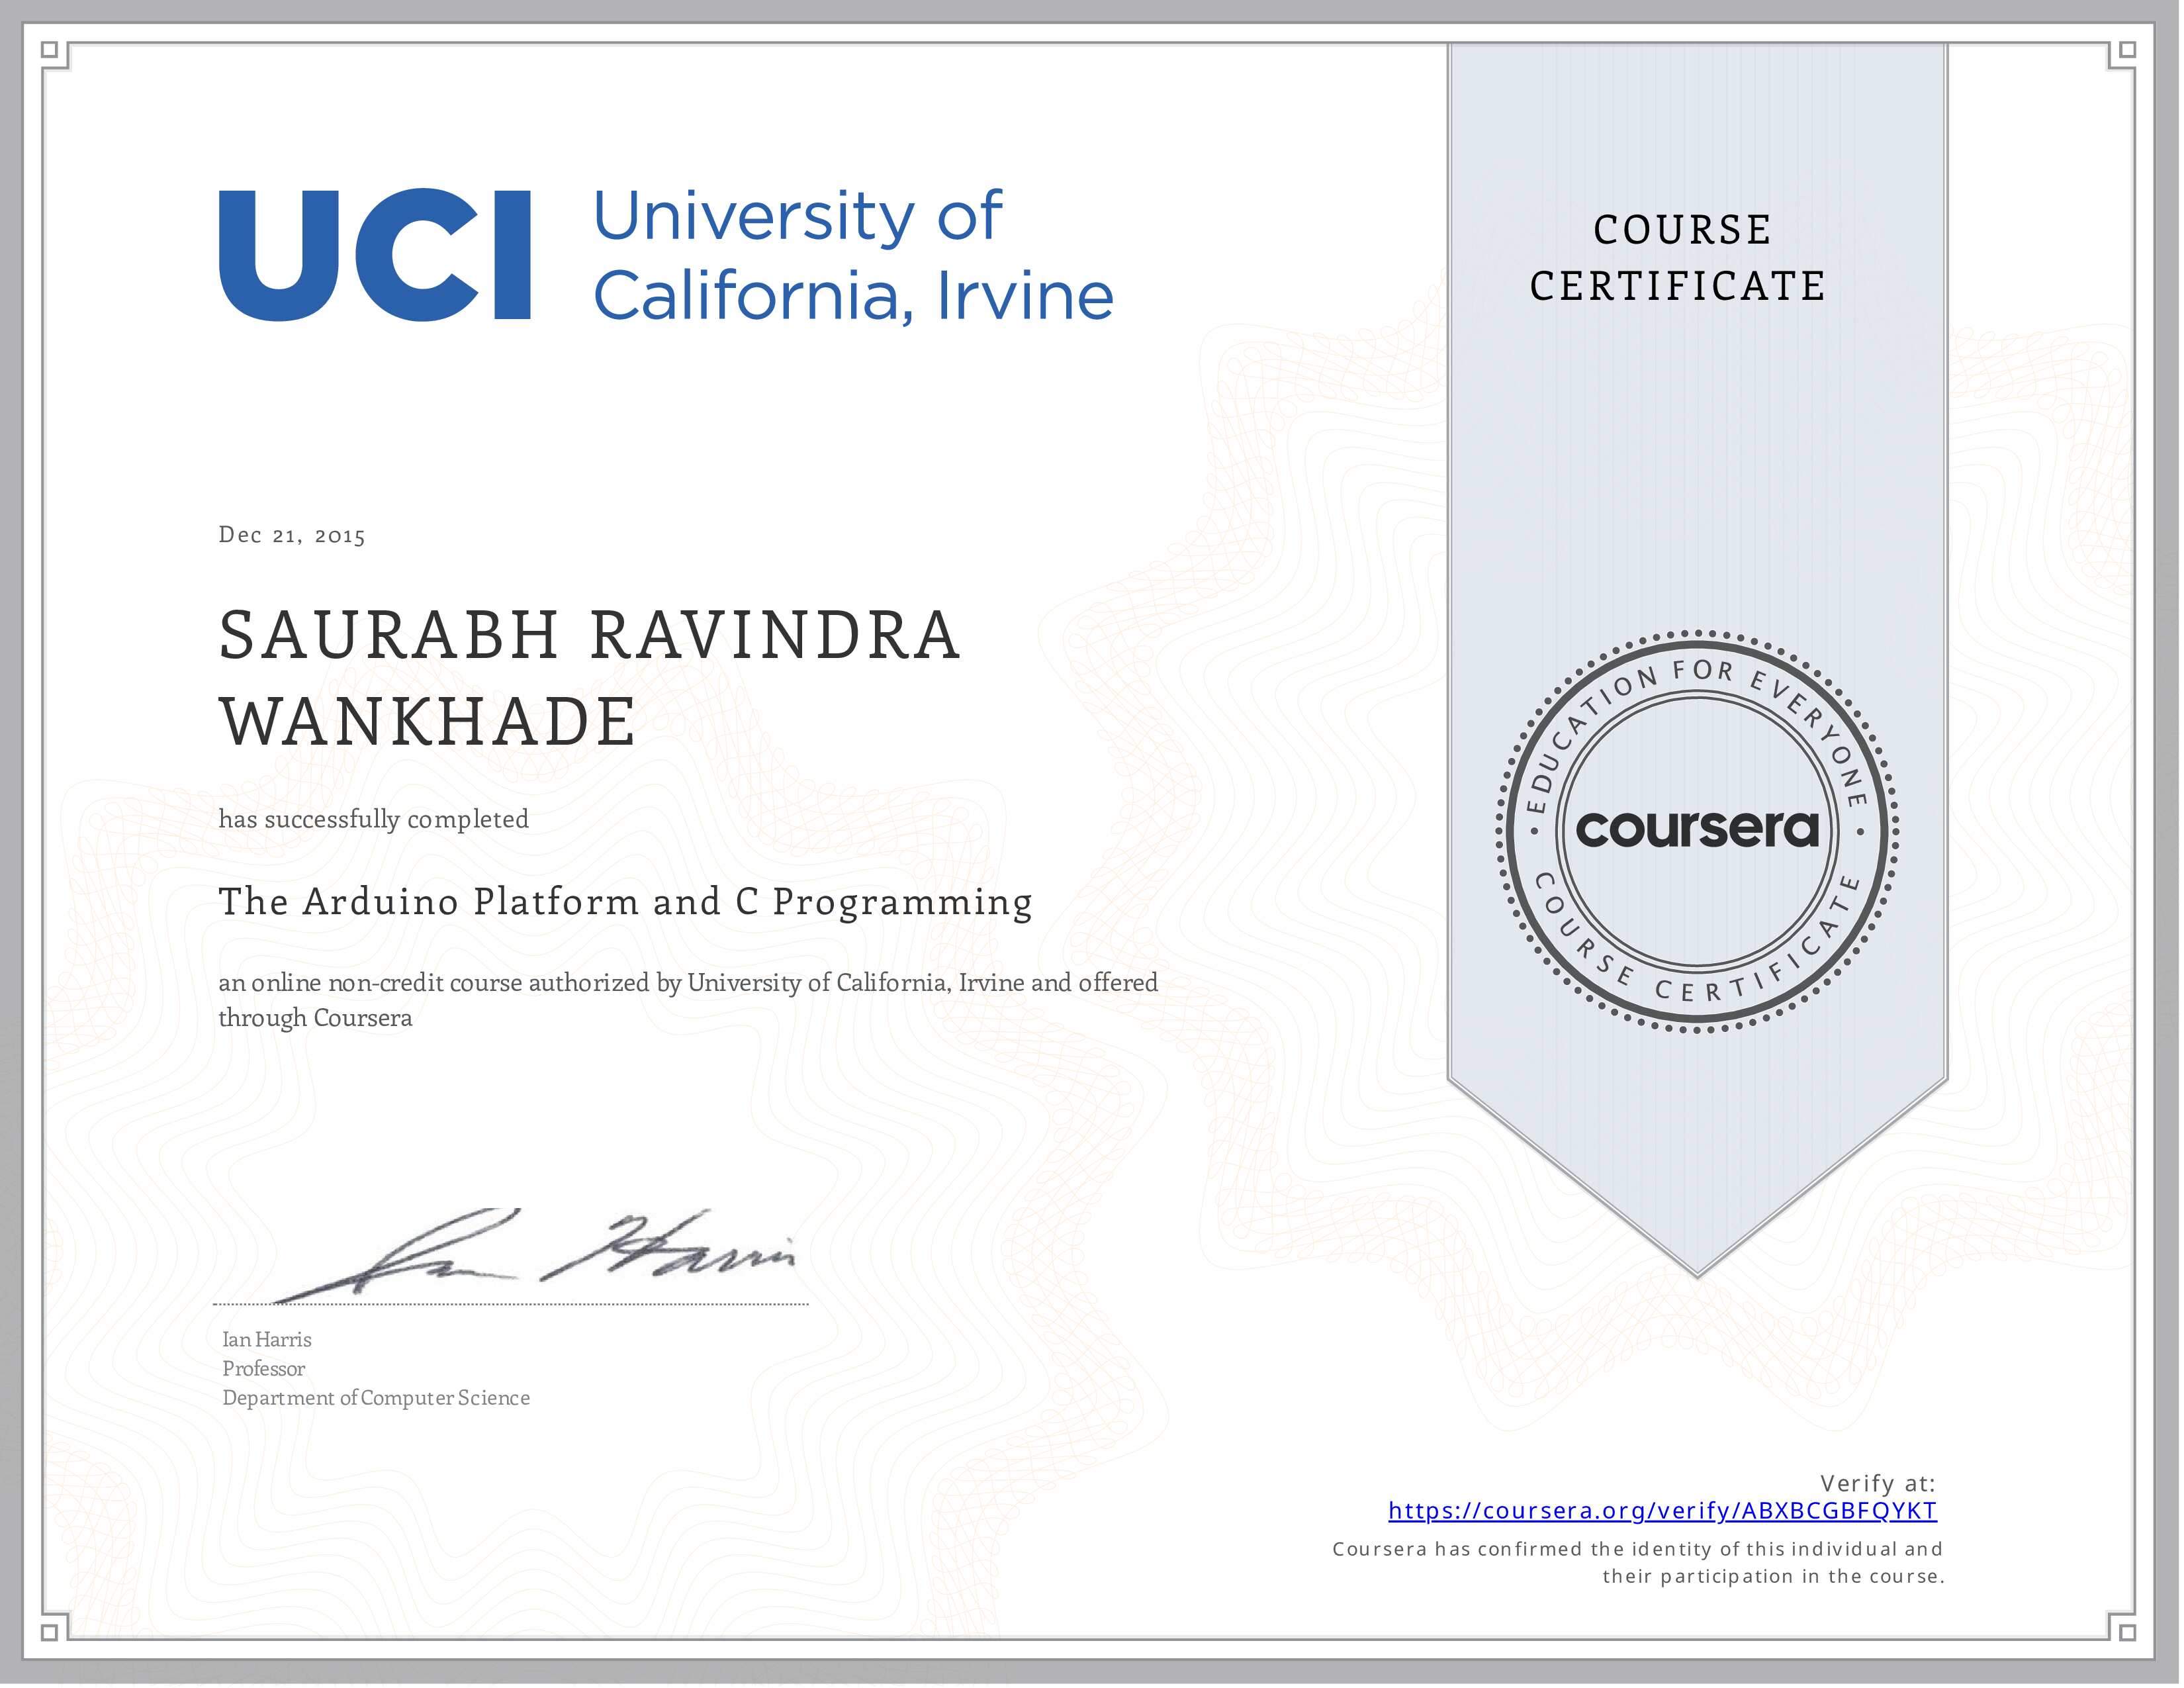 UCI University of
California, Irvine
COURSE
CERTIFICATE
Dec 21, 2015
SAURABH RAVINDRA
WANKHADE
has successfully completed
The Arduino Platform and C Programming
an online non-credit course authorized by University of California, Irvine and offered
through Coursera
EDUCATION FOR EVERYONE
coursera
COURSE CERTIFICATE
Ian Harris
Ian Harris
Professor
Department of Computer Science
Verify at:
https://coursera.org/verify/ABXBCGBFQYKT
Coursera has confirmed the identity of this individual and
their participation in the course.